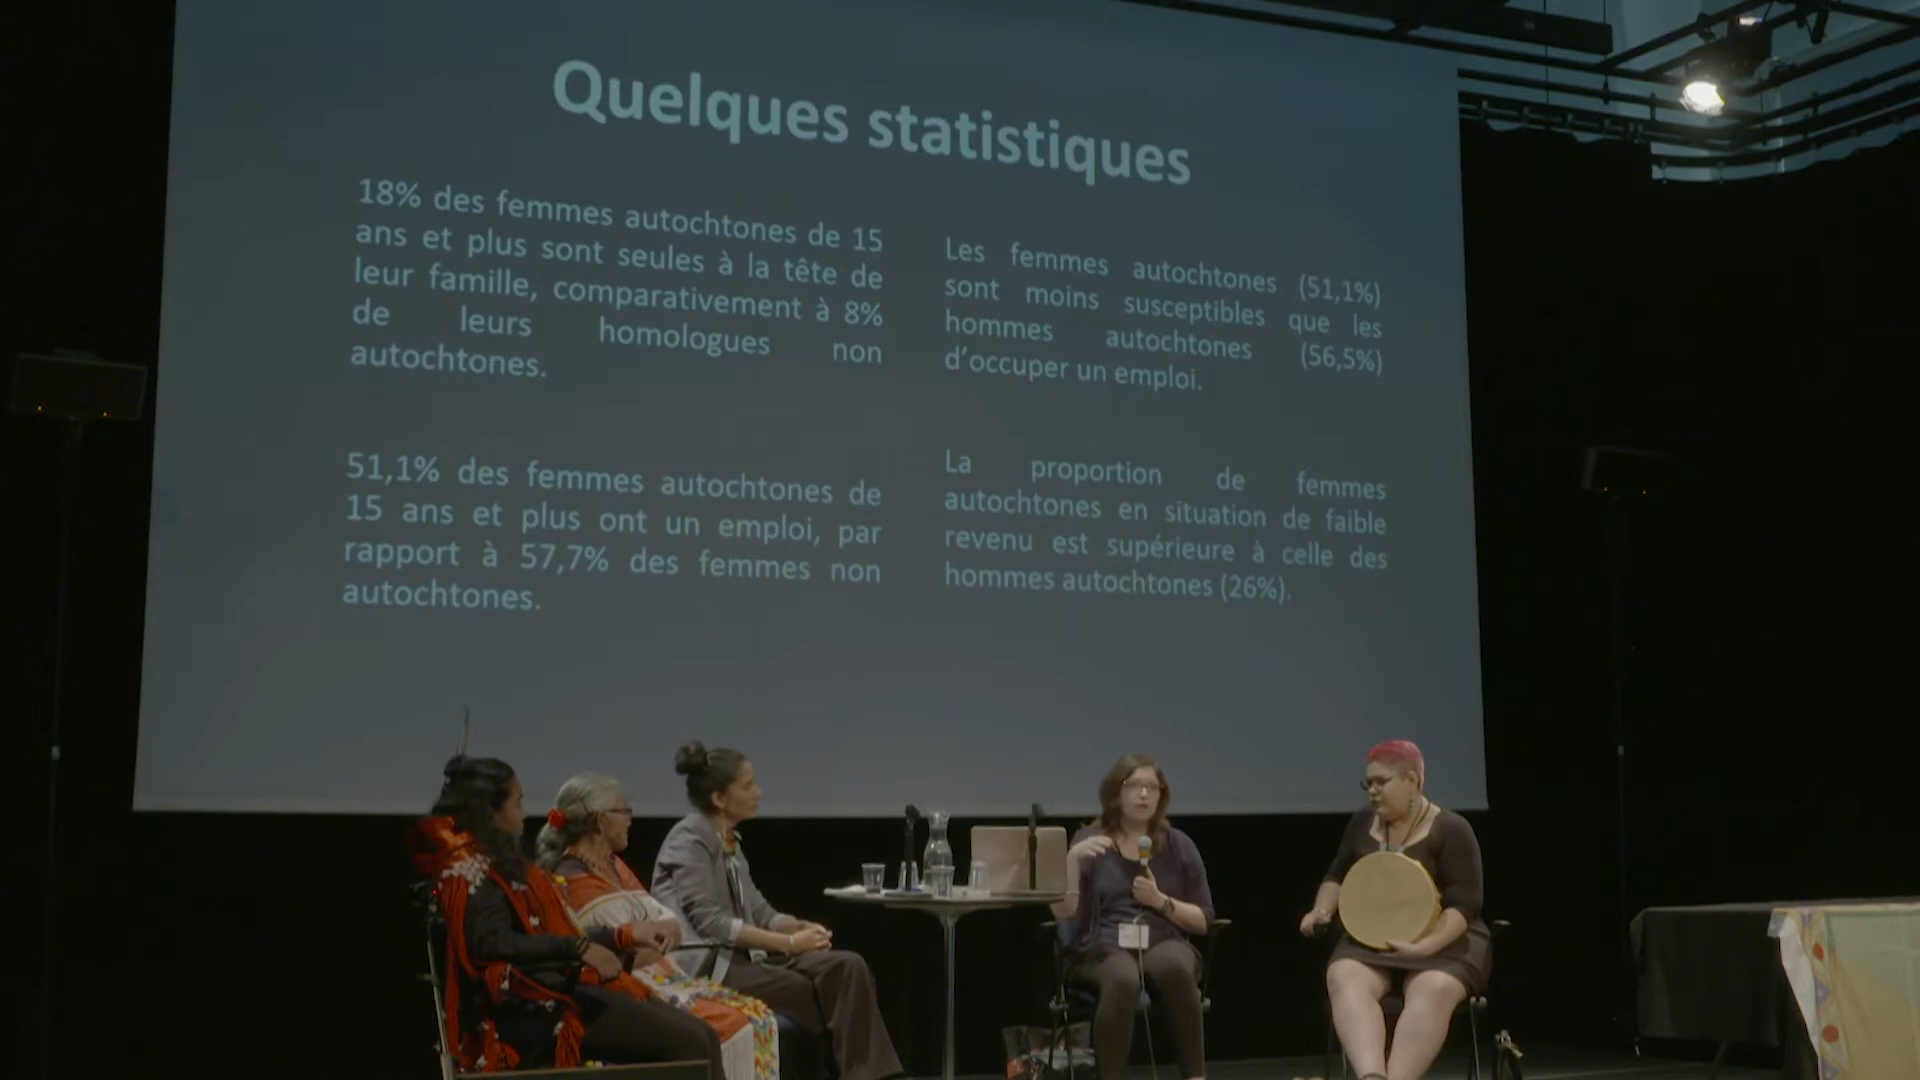 Quelques statistiques
18% des femmes autochtones de 15
ans et plus sont seules à la tête de
leur famille, comparativement à 8%
de leurs homologues non
autochtones.
51,1% des femmes autochtones de
15 ans et plus ont un emploi, par
rapport à 57,7% des femmes non
autochtones.
Les femmes autochtones (51,1%)
sont moins susceptibles que les
hommes autochtones (56,5%)
d’occuper un emploi.
La proportion de femmes
autochtones en situation de faible
revenu est supérieure à celle des
hommes autochtones (26%).